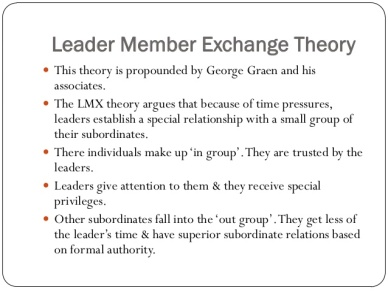 Leader Member Exchange Theory
• This theory is propounded by George Graen and his
associates.
• The LMX theory argues that because of time pressures,
leaders establish a special relationship with a small group of
their subordinates.
• There individuals make up ‘in group’. They are trusted by the
leaders.
• Leaders give attention to them & they receive special
privileges.
• Other subordinates fall into the ‘out group’. They get less of
the leader’s time & have superior subordinate relations based
on formal authority.